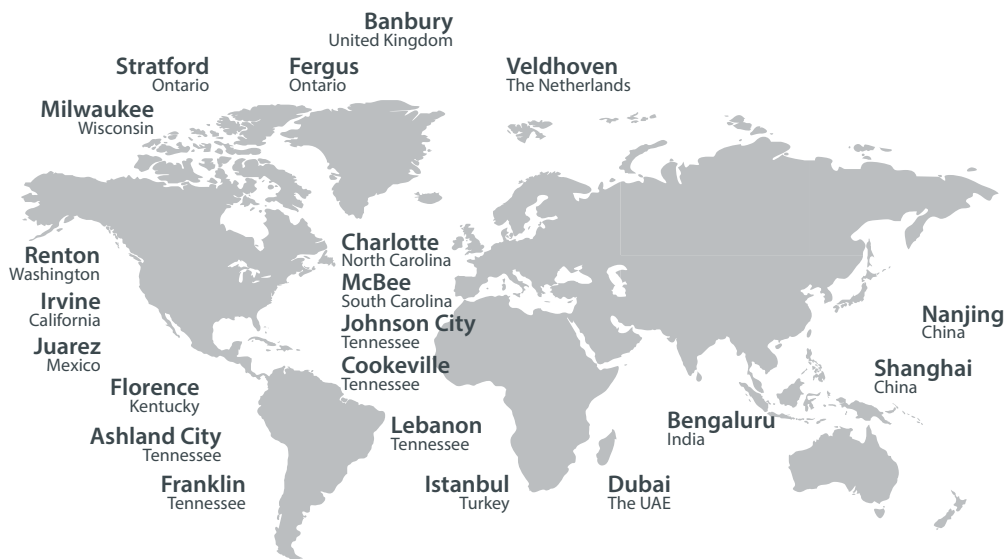 Banbury
United Kingdom
Stratford
Ontario
Fergus
Ontario
Veldhoven
The Netherlands
Milwaukee
Wisconsin
Renton
Washington
Irvine
California
Juarez
Mexico
Florence
Kentucky
Ashland City
Tennessee
Franklin
Tennessee
Charlotte
North Carolina
McBee
South Carolina
Johnson City
Tennessee
Cookeville
Tennessee
Lebanon
Tennessee
Istanbul
Turkey
Dubai
The UAE
Bengaluru
India
Nanjing
China
Shanghai
China